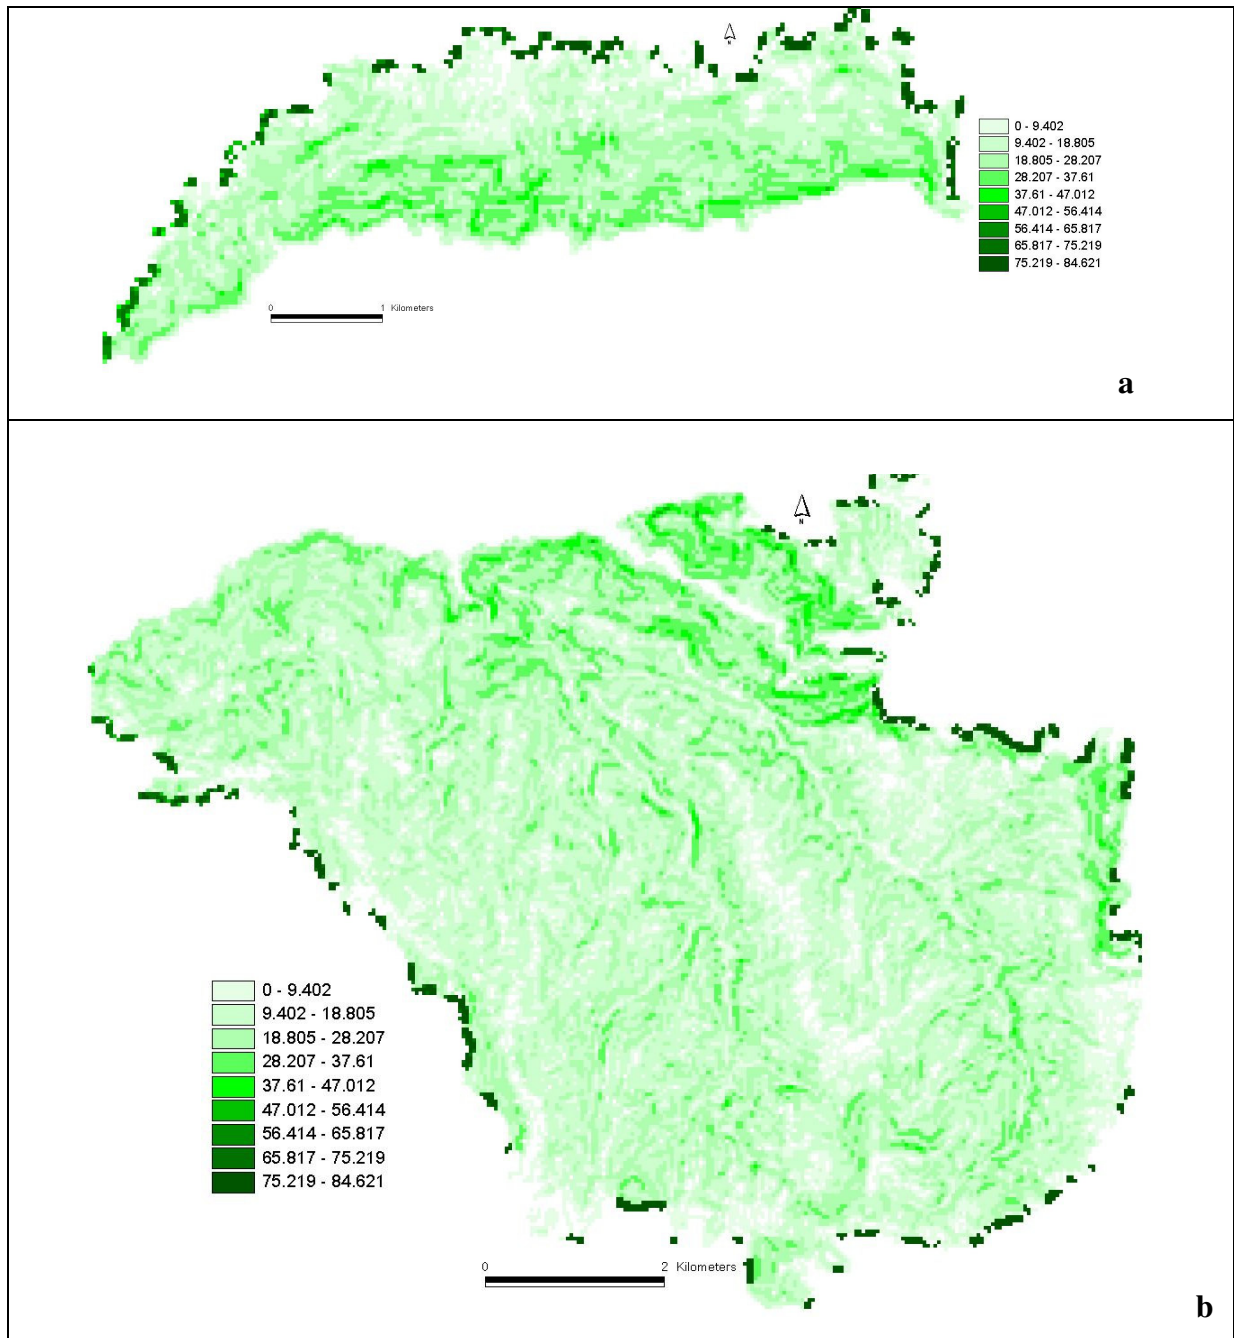 N
0 - 9.402
9.402 - 18.805
18.805 - 28.207
28.207 - 37.61
37.61 - 47.012
47.012 - 56.414
56.414 - 65.817
65.817 - 75.219
75.219 - 84.621
0 1 Kilometers
a
N
0 - 9.402
9.402 - 18.805
18.805 - 28.207
28.207 - 37.61
37.61 - 47.012
47.012 - 56.414
56.414 - 65.817
65.817 - 75.219
75.219 - 84.621
0 2 Kilometers
b